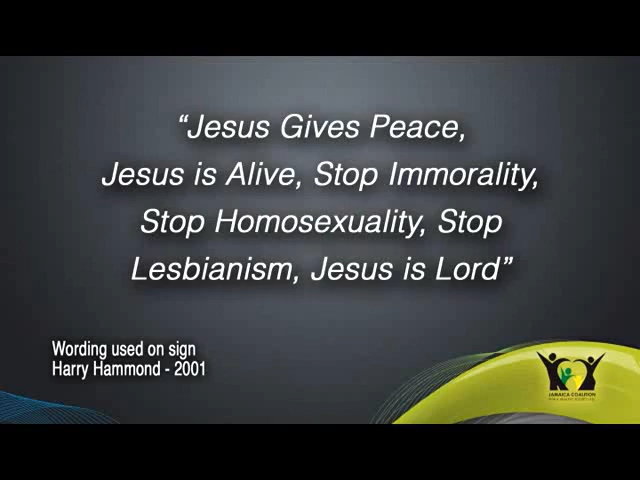 “Jesus Gives Peace,
Jesus is Alive, Stop Immorality,
Stop Homosexuality, Stop
Lesbianism, Jesus is Lord”
Wording used on sign
Harry Hammond - 2001
JAMAICA COALITION